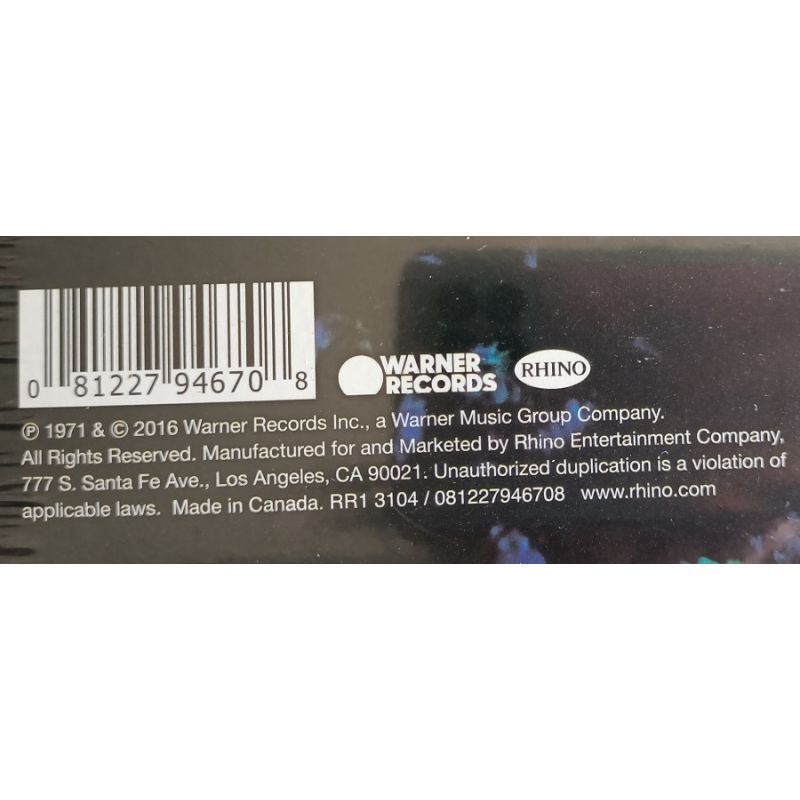 0 81227 94670 8
WARNER
RECORDS
RHINO
℗ 1971 & © 2016 Warner Records Inc., a Warner Music Group Company.
All Rights Reserved. Manufactured for and Marketed by Rhino Entertainment Company,
777 S. Santa Fe Ave., Los Angeles, CA 90021. Unauthorized duplication is a violation of
applicable laws. Made in Canada. RR1 3104 / 081227946708 www.rhino.com